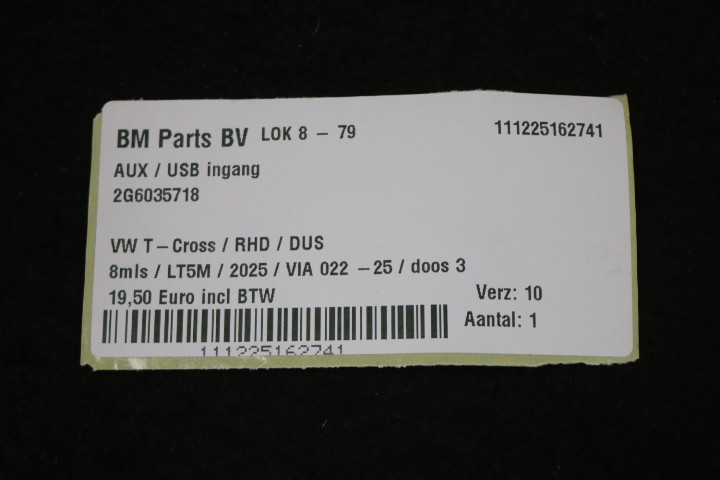 BM Parts BV LOK 8 – 79 111225162741
AUX / USB ingang
2G6035718
VW T–Cross / RHD / DUS
8mls / LT5M / 2025 / VIA 022 –25 / doos 3
19,50 Euro incl BTW Verz: 10
Aantal: 1
111225162741